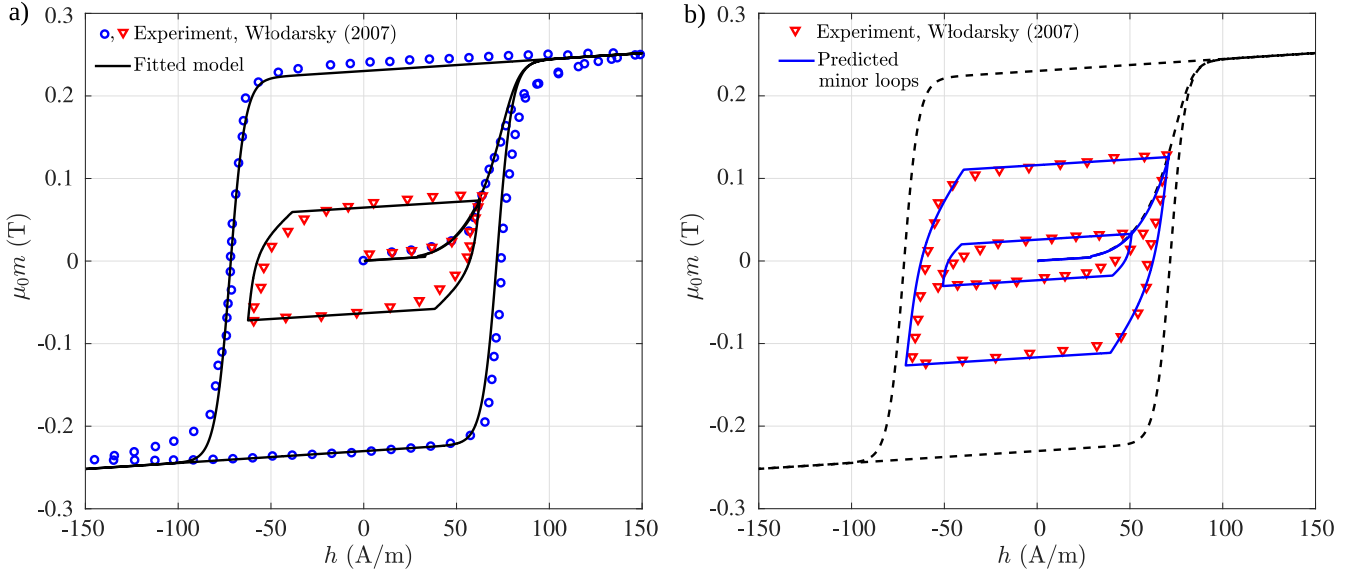 a)
0.3
0.2
0.1
0
-0.1
-0.2
-0.3
μ₀m (T)
, Experiment, Włodarsky (2007)
Fitted model
-150 -100 -50 0 50 100 150
h (A/m)
b)
0.3
0.2
0.1
0
-0.1
-0.2
-0.3
μ₀m (T)
Experiment, Włodarsky (2007)
Predicted
minor loops
-150 -100 -50 0 50 100 150
h (A/m)